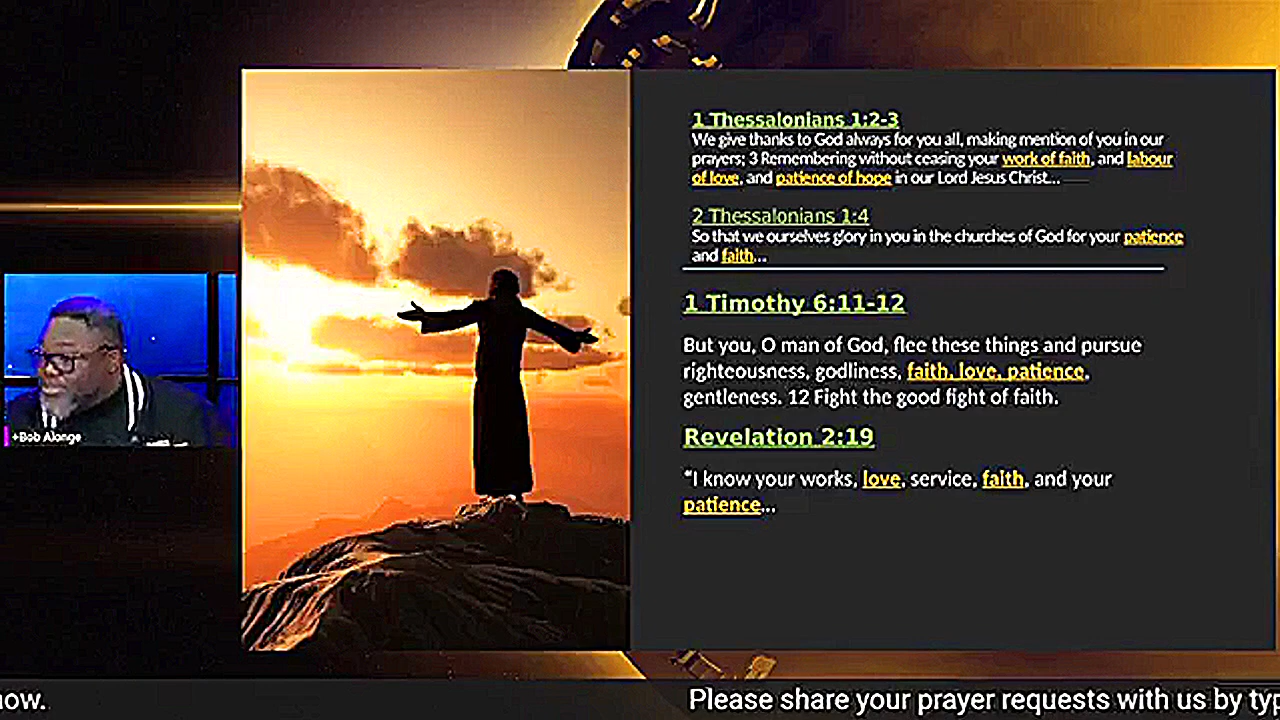 1 Thessalonians 1:2-3
We give thanks to God always for you all, making mention of you in our
prayers; 3 Remembering without ceasing your work of faith, and labour
of love, and patience of hope in our Lord Jesus Christ...
2 Thessalonians 1:4
So that we ourselves glory in you in the churches of God for your patience
and faith...
1 Timothy 6:11-12
But you, O man of God, flee these things and pursue
righteousness, godliness, faith, love, patience,
gentleness. 12 Fight the good fight of faith.
Revelation 2:19
“I know your works, love, service, faith, and your
patience...
+Bob Alonge
now. Please share your prayer requests with us by typ